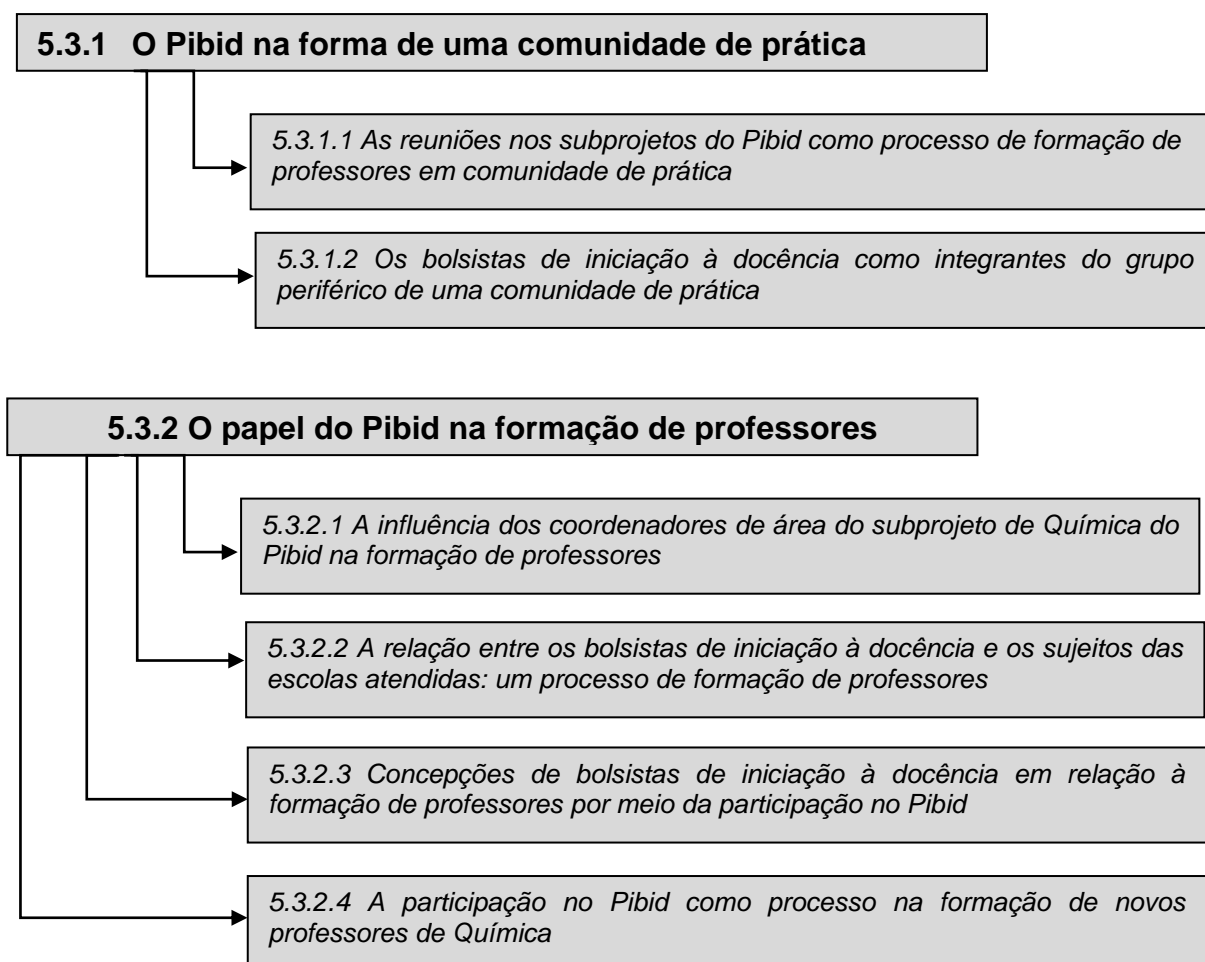 5.3.1 O Pibid na forma de uma comunidade de prática
5.3.1.1 As reuniões nos subprojetos do Pibid como processo de formação de
professores em comunidade de prática
5.3.1.2 Os bolsistas de iniciação à docência como integrantes do grupo
periférico de uma comunidade de prática
5.3.2 O papel do Pibid na formação de professores
5.3.2.1 A influência dos coordenadores de área do subprojeto de Química do
Pibid na formação de professores
5.3.2.2 A relação entre os bolsistas de iniciação à docência e os sujeitos das
escolas atendidas: um processo de formação de professores
5.3.2.3 Concepções de bolsistas de iniciação à docência em relação à
formação de professores por meio da participação no Pibid
5.3.2.4 A participação no Pibid como processo na formação de novos
professores de Química